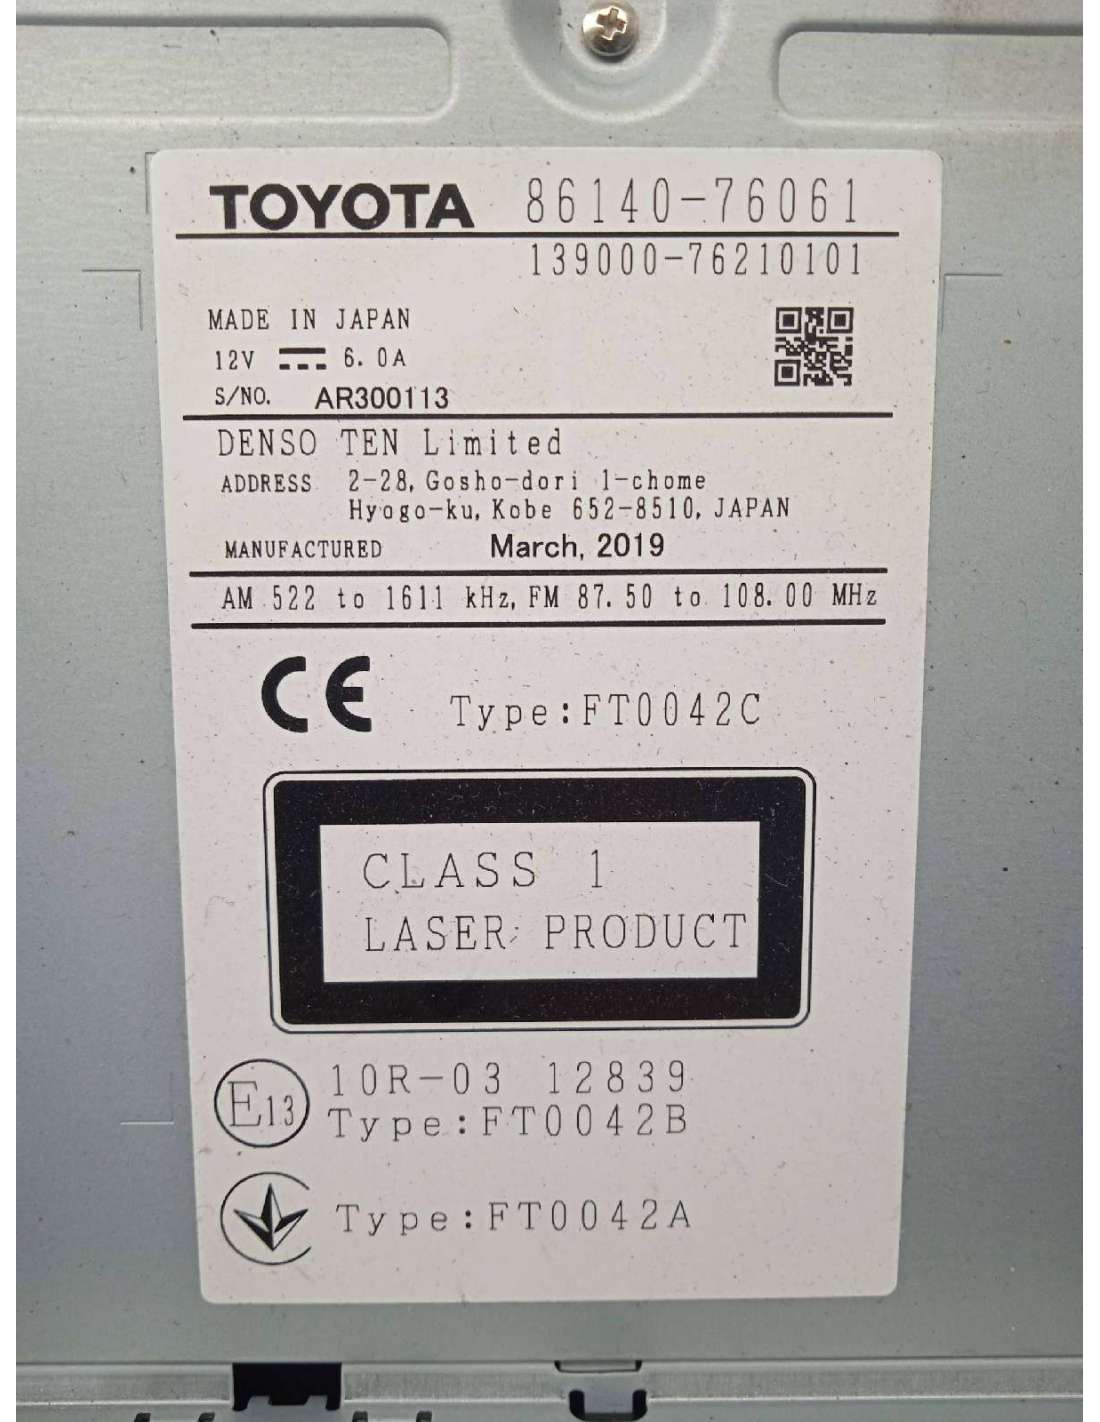 TOYOTA 86140-76061
139000-76210101
MADE IN JAPAN
12V 6.0A
S/NO. AR300113
DENSO TEN Limited
ADDRESS 2-28, Gosho-dori 1-chome
Hyogo-ku, Kobe 652-8510, JAPAN
MANUFACTURED March, 2019
AM 522 to 1611 kHz, FM 87.50 to 108.00 MHz
CE Type:FT0042C
CLASS 1
LASER PRODUCT
E13 10R-03 12839
Type:FT0042B
Type:FT0042A